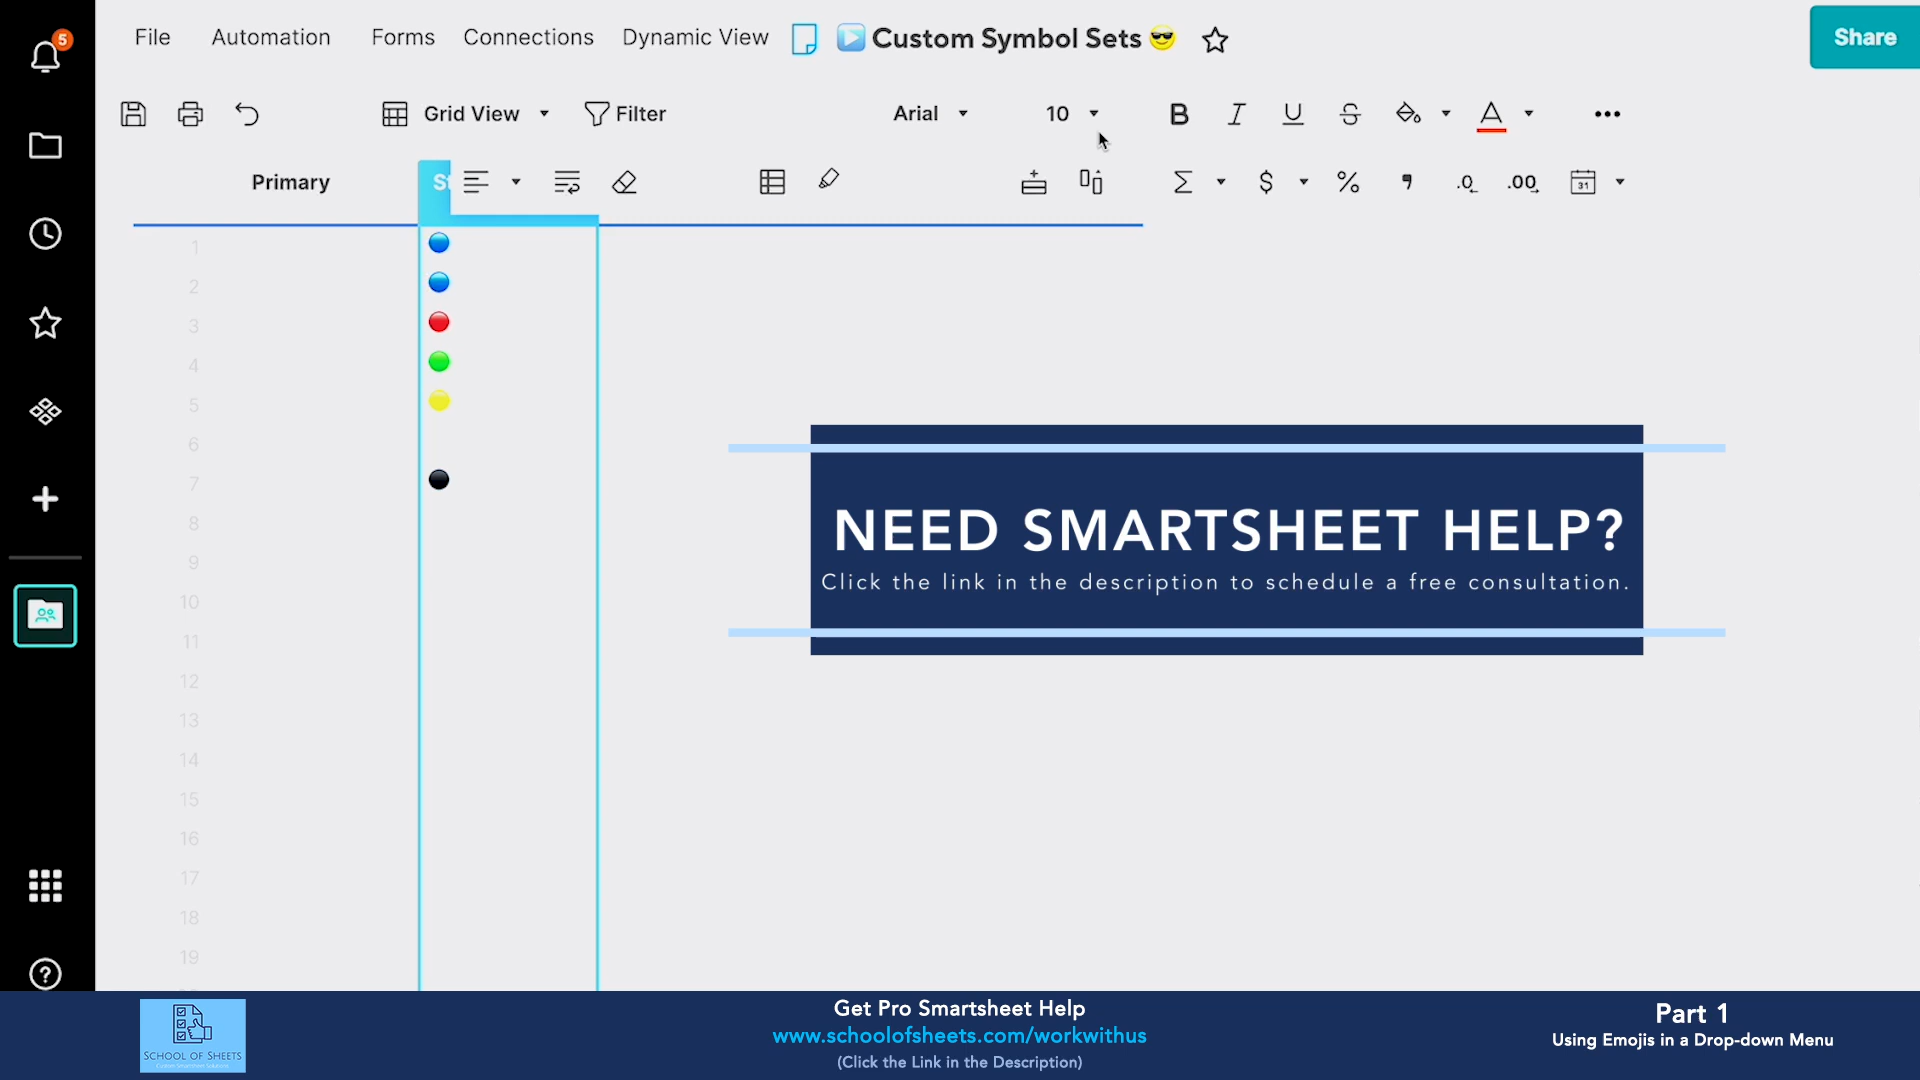 5
File Automation Forms Connections Dynamic View Custom Symbol Sets Share
Grid View Filter Arial 10 B I U S A
Primary St Σ $ % .0 .00 31
1
2
3
4
5
6
7
8
9
10
11
12
13
14
15
16
17
18
19
NEED SMARTSHEET HELP?
Click the link in the description to schedule a free consultation.
SCHOOL OF SHEETS
Get Pro Smartsheet Help
www.schoolofsheets.com/workwithus
(Click the Link in the Description)
Part 1
Using Emojis in a Drop-down Menu